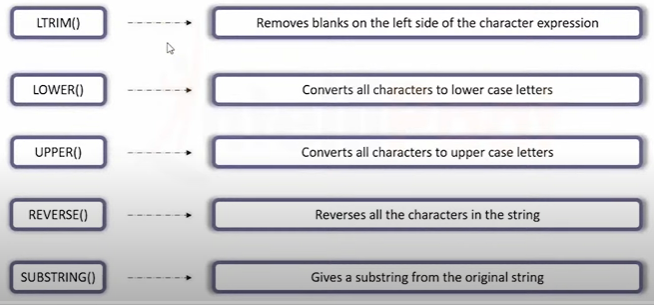 LTRIM() Removes blanks on the left side of the character expression
LOWER() Converts all characters to lower case letters
UPPER() Converts all characters to upper case letters
REVERSE() Reverses all the characters in the string
SUBSTRING() Gives a substring from the original string